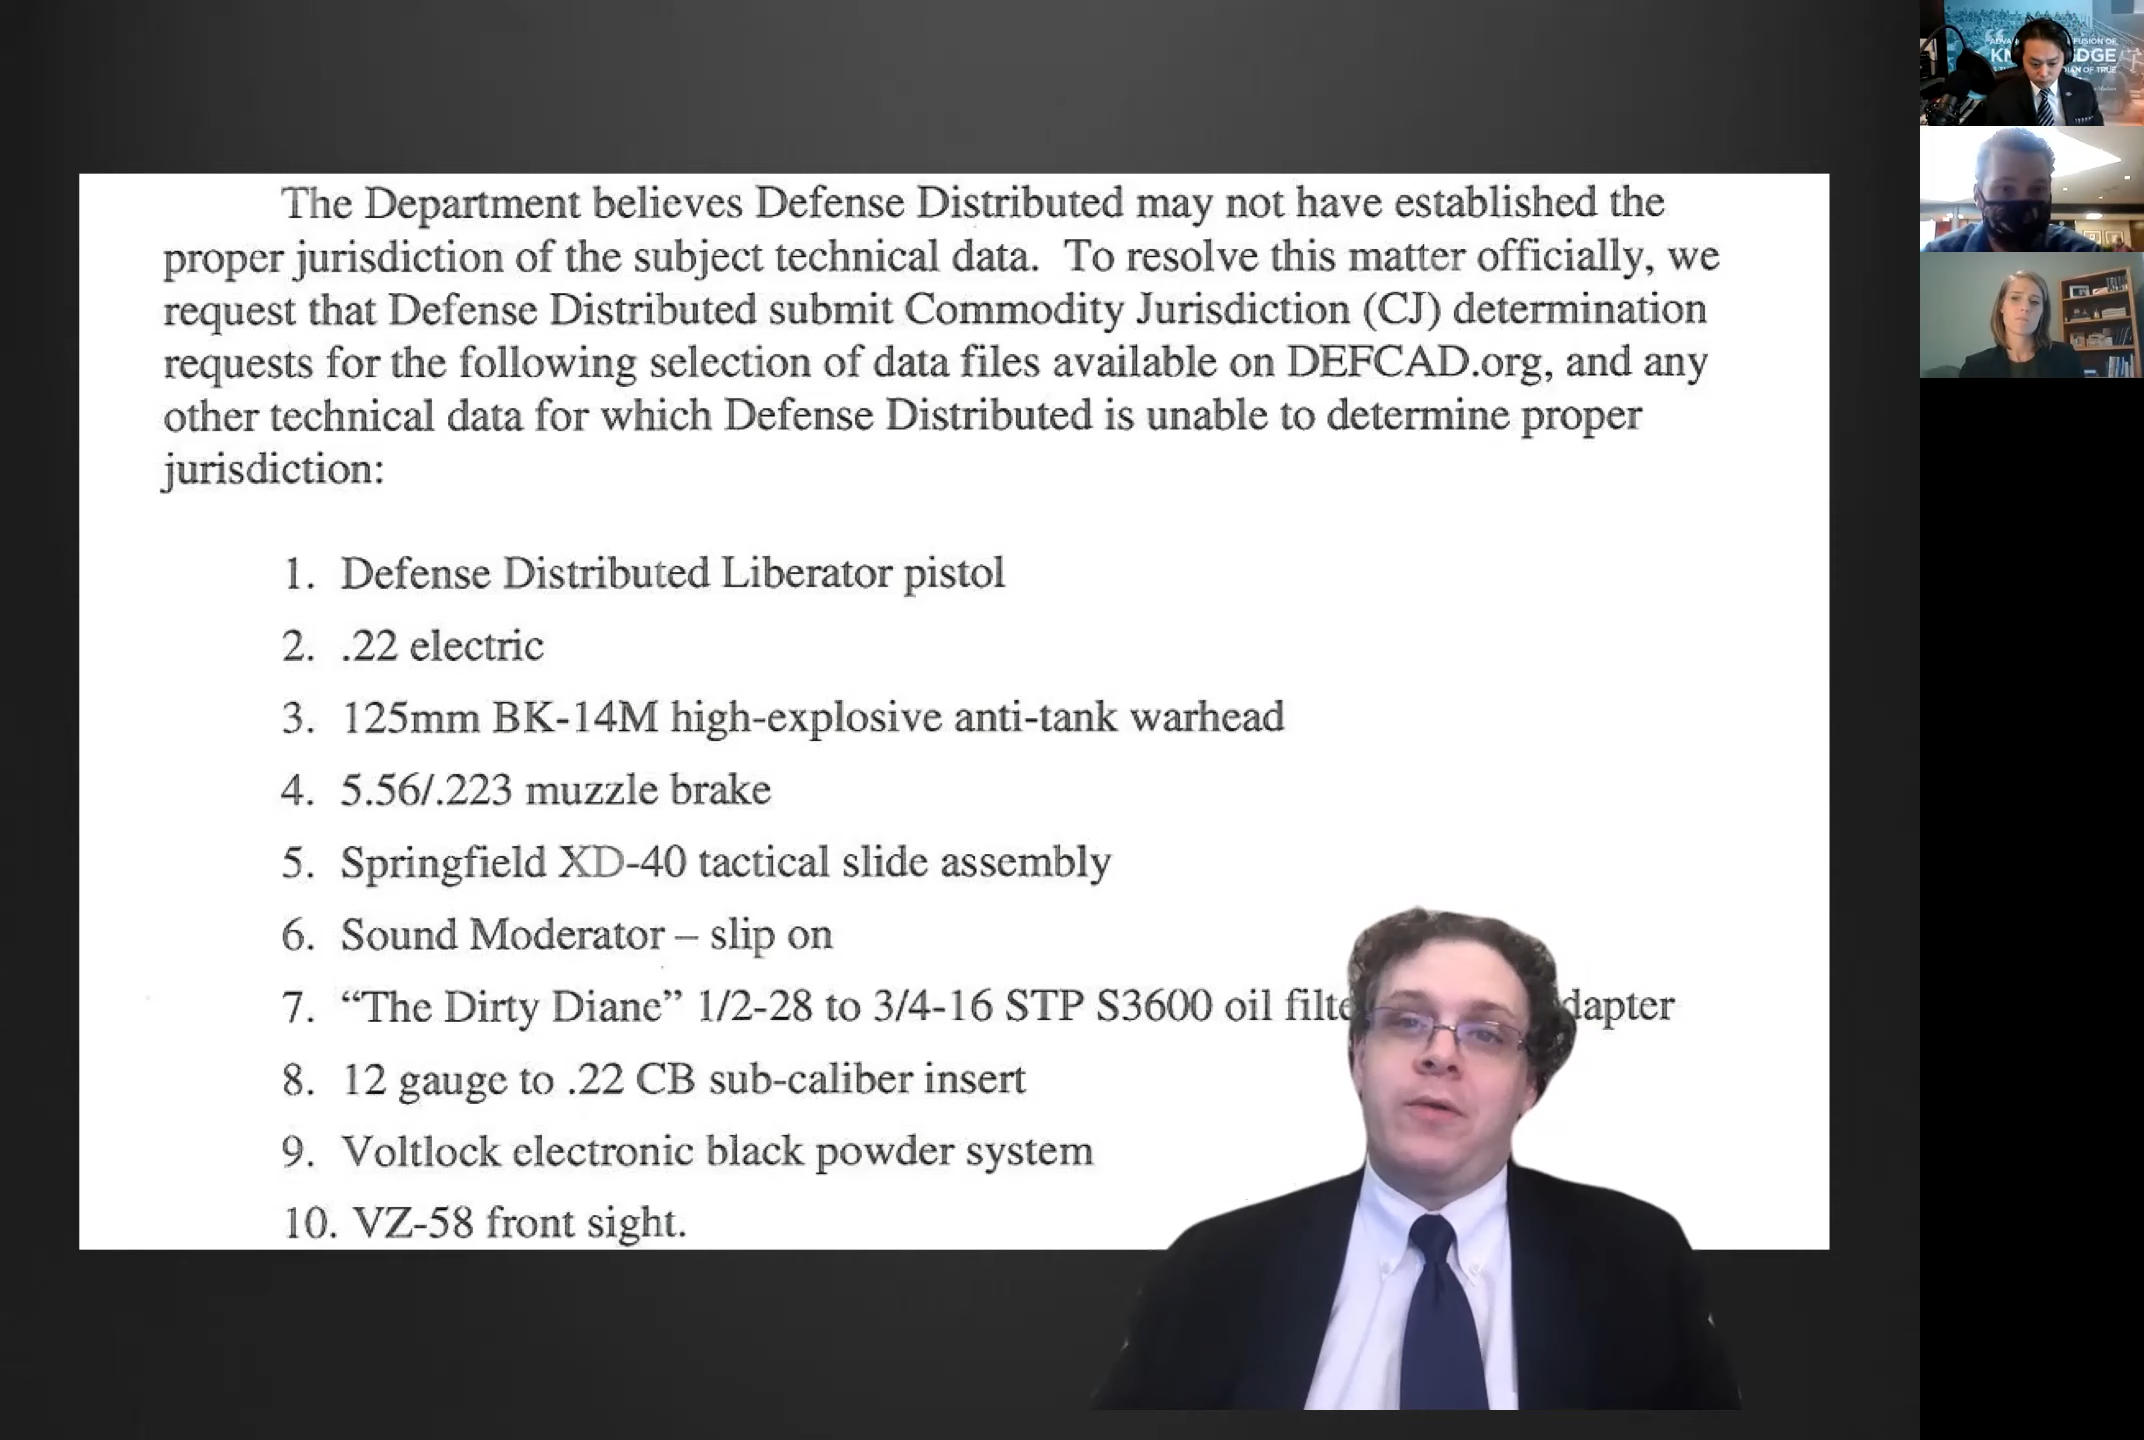 The Department believes Defense Distributed may not have established the
proper jurisdiction of the subject technical data. To resolve this matter officially, we
request that Defense Distributed submit Commodity Jurisdiction (CJ) determination
requests for the following selection of data files available on DEFCAD.org, and any
other technical data for which Defense Distributed is unable to determine proper
jurisdiction:
1. Defense Distributed Liberator pistol
2. .22 electric
3. 125mm BK-14M high-explosive anti-tank warhead
4. 5.56/.223 muzzle brake
5. Springfield XD-40 tactical slide assembly
6. Sound Moderator – slip on
7. “The Dirty Diane” 1/2-28 to 3/4-16 STP S3600 oil
8. 12 gauge to .22 CB sub-caliber insert
9. Voltlock electronic black powder system
10. VZ-58 front sight.
FUSION OF
EDGE
OF TRUE